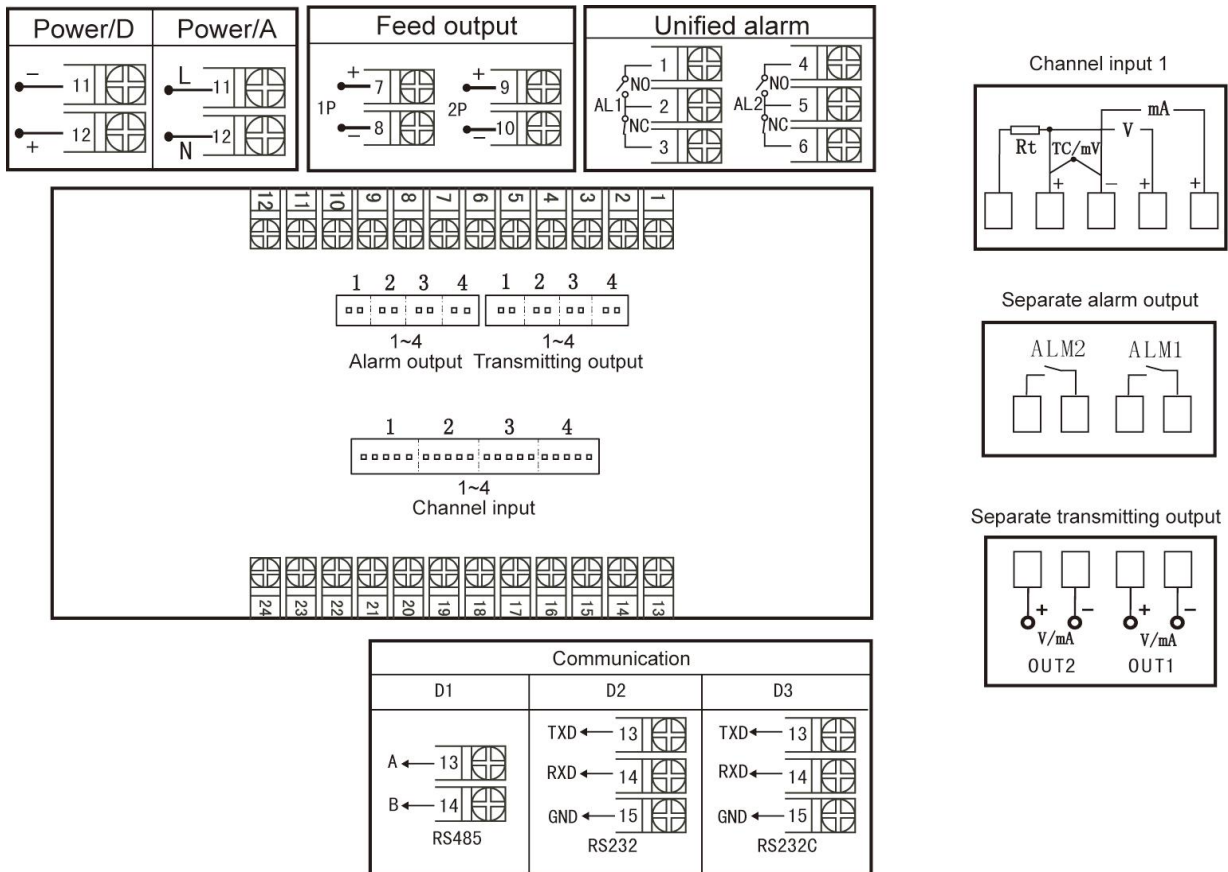 Power/D Power/A
− 11
+ 12
L 11
N 12
Feed output
1P
+ 7
− 8
2P
+ 9
− 10
Unified alarm
AL1
1
NO
2
NC
3
AL2
4
NO
5
NC
6
12 11 10 9 8 7 6 5 4 3 2 1
1 2 3 4
1~4
Alarm output
1 2 3 4
1~4
Transmitting output
1 2 3 4
1~4
Channel input
24 23 22 21 20 19 18 17 16 15 14 13
Communication
D1 D2 D3
A 13
B 14
RS485
TXD 13
RXD 14
GND 15
RS232
TXD 13
RXD 14
GND 15
RS232C
Channel input 1
mA
V
Rt TC/mV
+ − + +
Separate alarm output
ALM2 ALM1
Separate transmitting output
+ − + −
V/mA V/mA
OUT2 OUT1